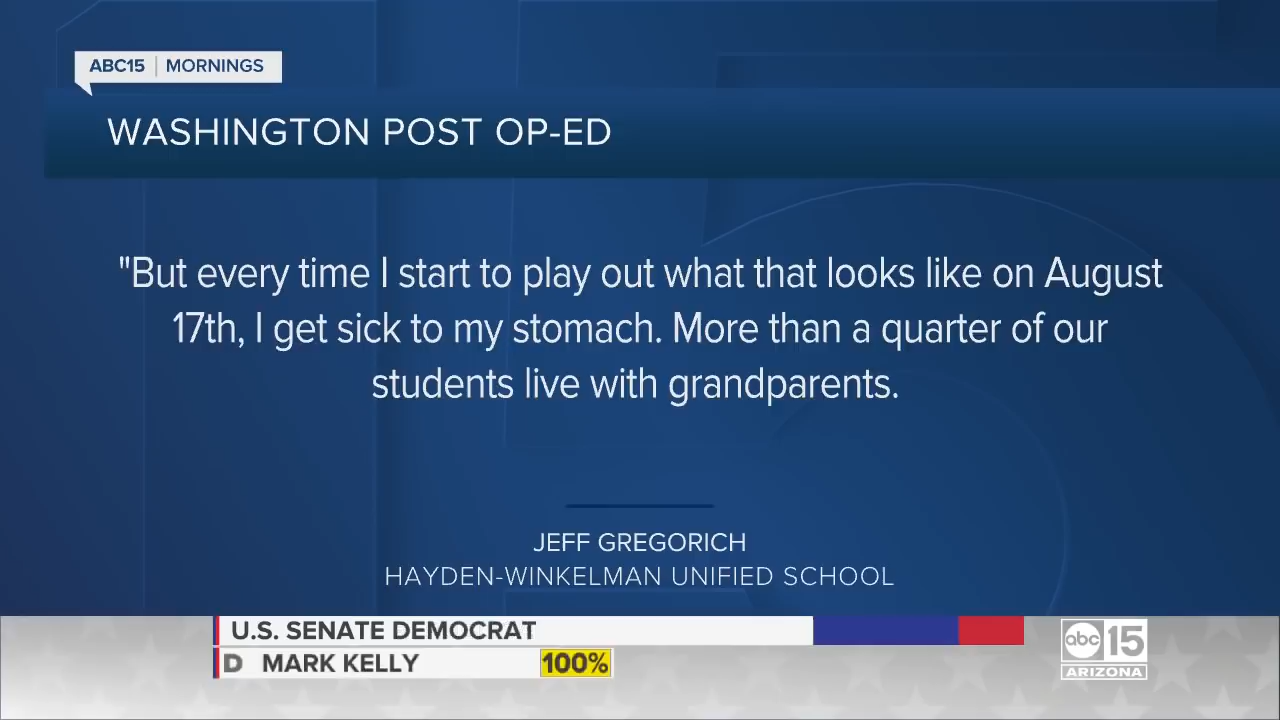 ABC15 | MORNINGS
WASHINGTON POST OP-ED
"But every time I start to play out what that looks like on August
17th, I get sick to my stomach. More than a quarter of our
students live with grandparents.
JEFF GREGORICH
HAYDEN-WINKELMAN UNIFIED SCHOOL
U.S. SENATE DEMOCRAT
D MARK KELLY 100%
abc 15
ARIZONA